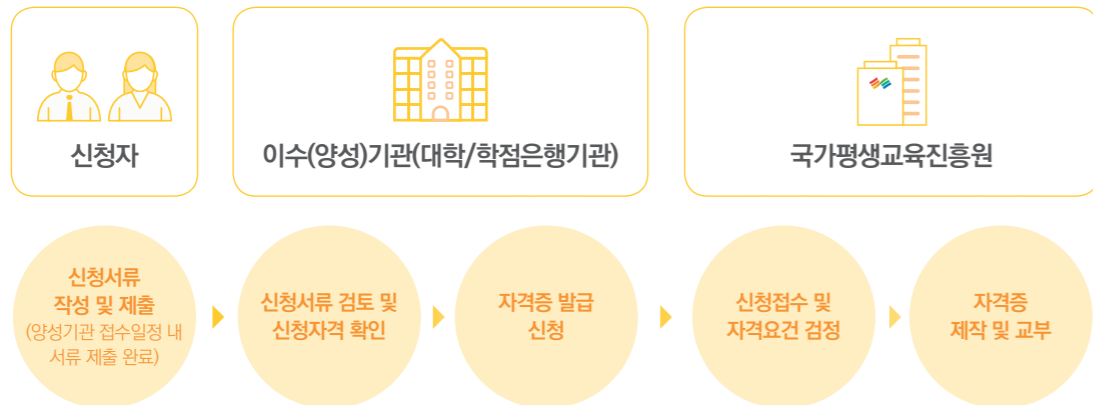 신청자
이수(양성)기관(대학/학점은행기관)
국가평생교육진흥원
신청서류
작성 및 제출
(양성기관 접수일정 내
서류 제출 완료)
신청서류 검토 및
신청자격 확인
자격증 발급
신청
신청접수 및
자격요건 검정
자격증
제작 및 교부